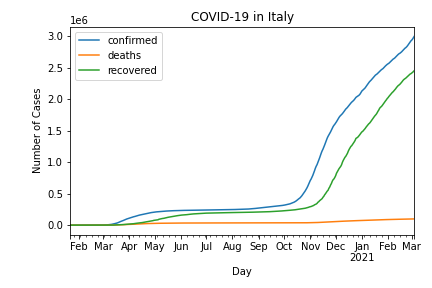 COVID-19 in Italy
1e6
confirmed
deaths
recovered
Number of Cases
3.0
2.5
2.0
1.5
1.0
0.5
0.0
Feb Mar Apr May Jun Jul Aug Sep Oct Nov Dec Jan Feb Mar
2021
Day